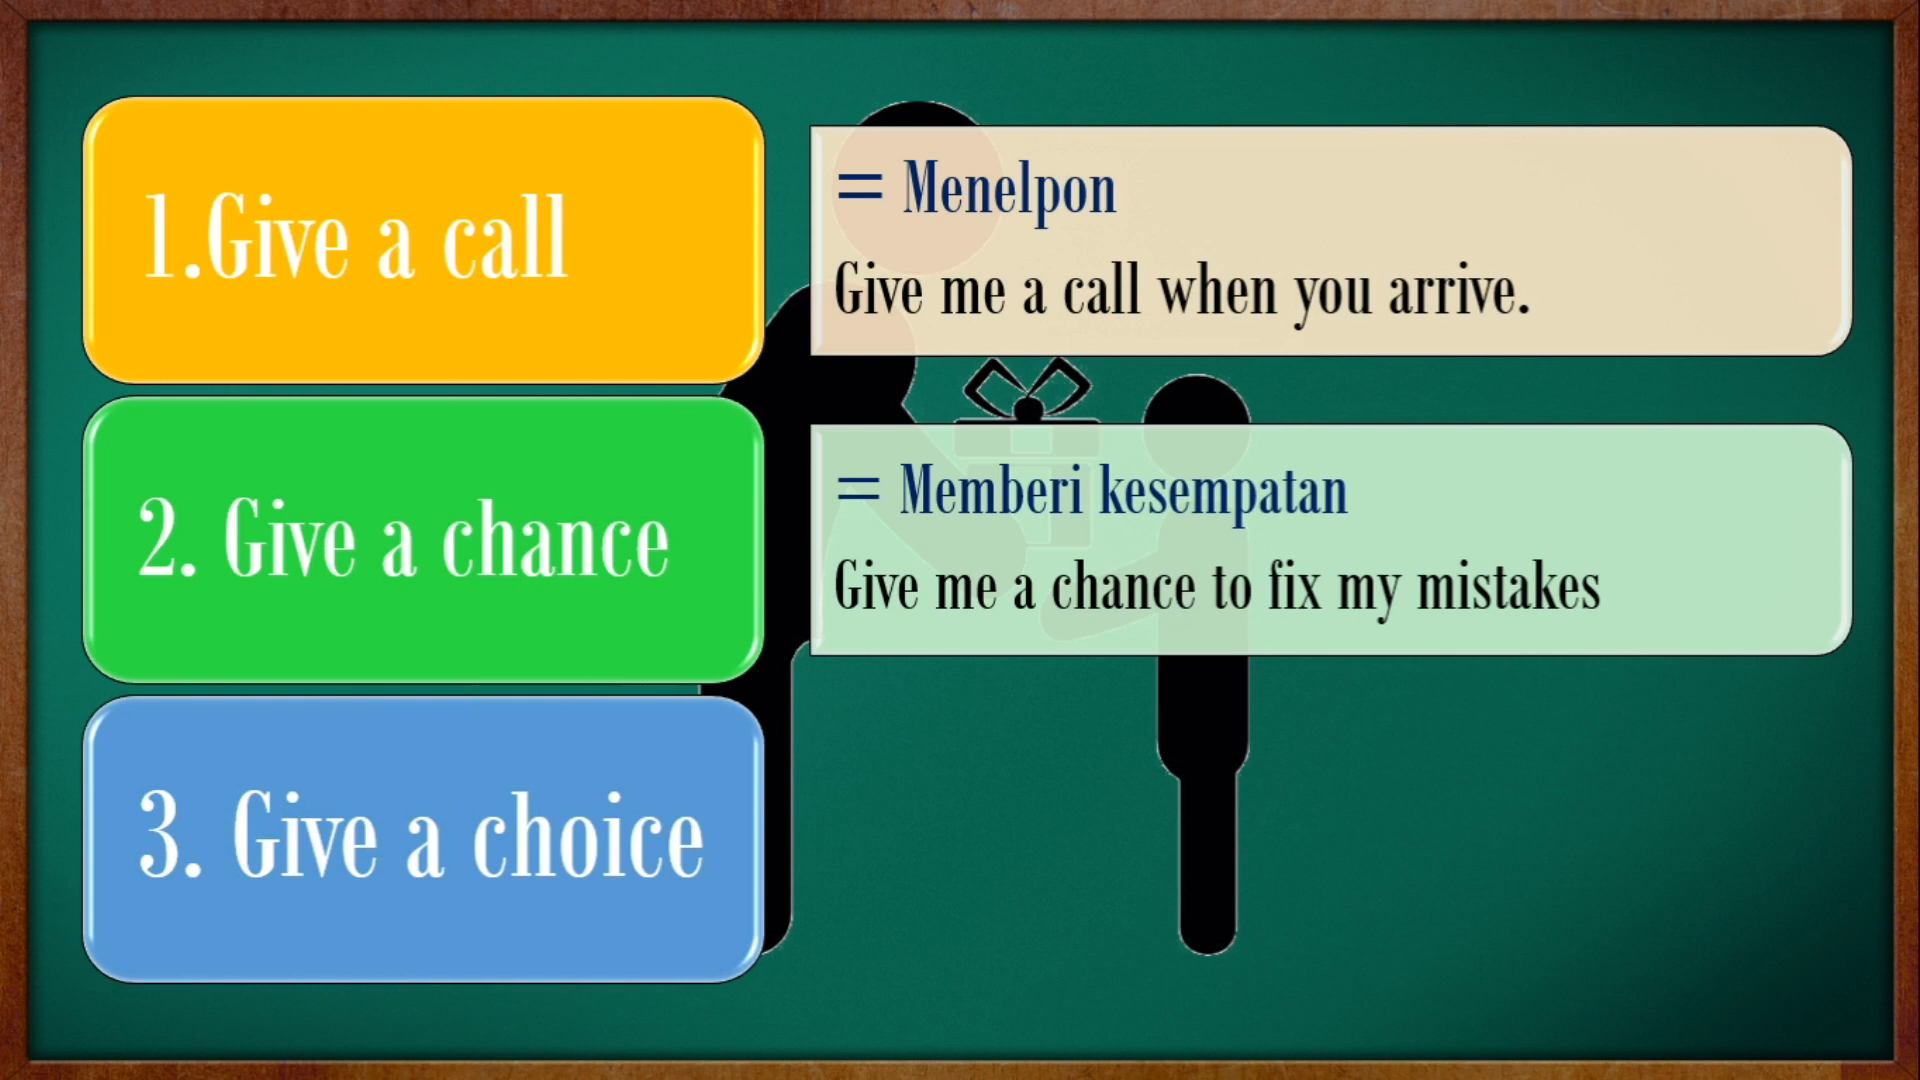 1.Give a call
= Menelpon
Give me a call when you arrive.
2. Give a chance
= Memberi kesempatan
Give me a chance to fix my mistakes
3. Give a choice